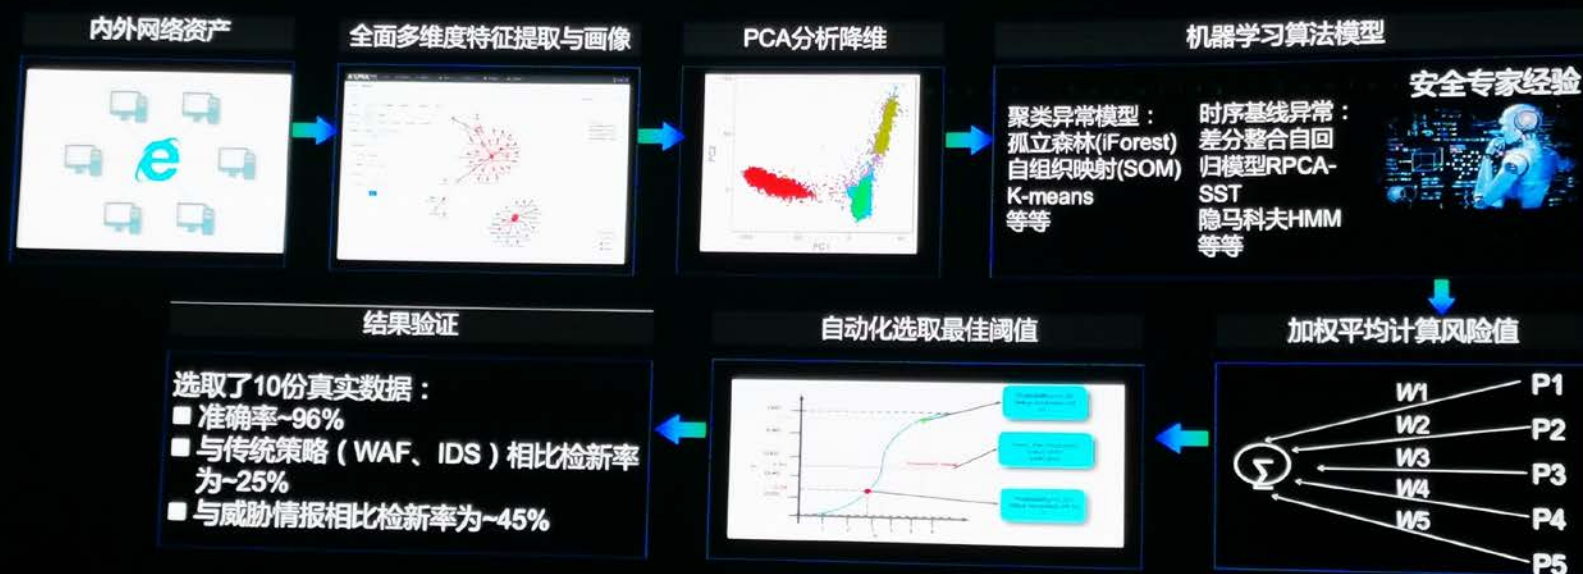 内外网络资产
全面多维度特征提取与画像
PCA分析降维
PC2
PC1
机器学习算法模型
聚类异常模型：
孤立森林(iForest)
自组织映射(SOM)
K-means
等等
时序基线异常：
差分整合自回
归模型RPCA-
SST
隐马科夫HMM
等等
安全专家经验
加权平均计算风险值
W1
W2
W3
W4
W5
Σ
P1
P2
P3
P4
P5
自动化选取最佳阈值
结果验证
选取了10份真实数据：
■ 准确率~96%
■ 与传统策略（WAF、IDS）相比检新率
为~25%
■ 与威胁情报相比检新率为~45%